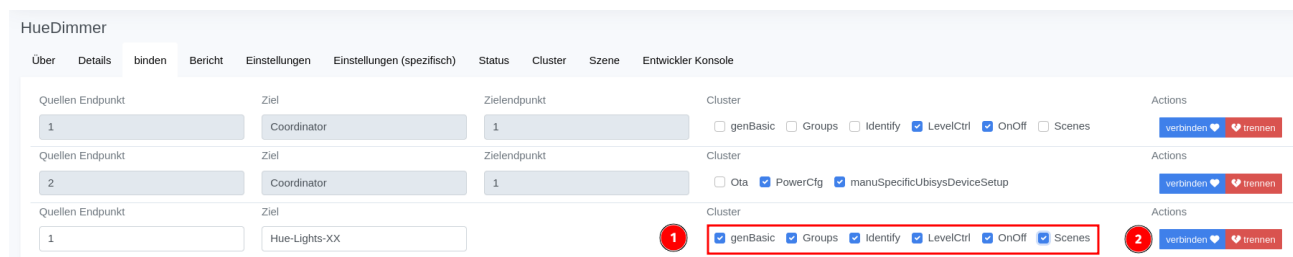 HueDimmer
Über Details binden Bericht Einstellungen Einstellungen (spezifisch) Status Cluster Szene Entwickler Konsole
Quellen Endpunkt Ziel Zielendpunkt Cluster Actions
1 Coordinator 1 genBasic Groups Identify LevelCtrl OnOff Scenes verbinden trennen
Quellen Endpunkt Ziel Zielendpunkt Cluster Actions
2 Coordinator 1 Ota PowerCfg manuSpecificUbisysDeviceSetup verbinden trennen
Quellen Endpunkt Ziel Cluster Actions
1 Hue-Lights-XX 1 genBasic Groups Identify LevelCtrl OnOff Scenes 2 verbinden trennen